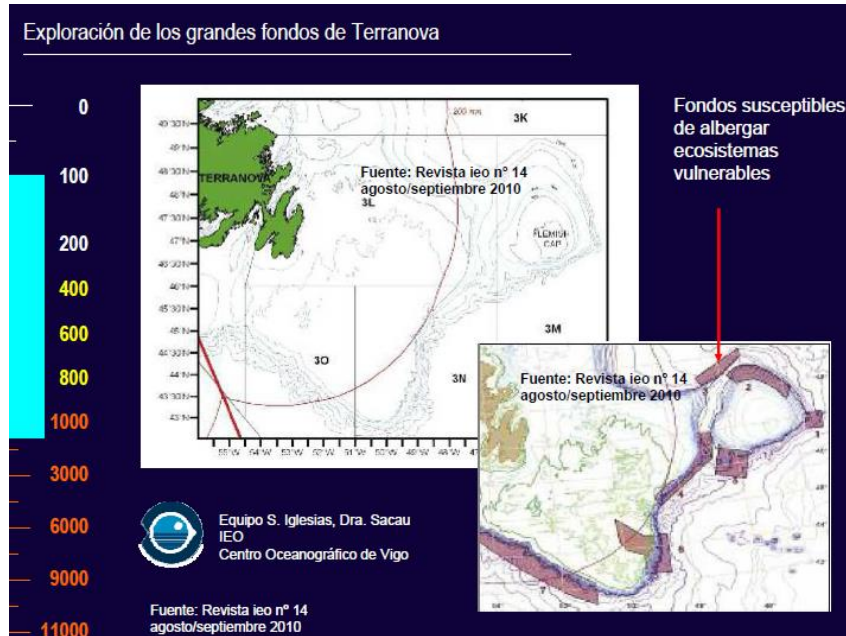 Exploración de los grandes fondos de Terranova
0
100
200
400
600
800
1000
3000
6000
9000
11000
3K
TERRANOVA
Fuente: Revista ieo nº 14
agosto/septiembre 2010
3L
FLEMISH
CAP
3M
3O
3N
Fondos susceptibles
de albergar
ecosistemas
vulnerables
Fuente: Revista ieo nº 14
agosto/septiembre 2010
2
4
7
Equipo S. Iglesias, Dra. Sacau
IEO
Centro Oceanográfico de Vigo
Fuente: Revista ieo nº 14
agosto/septiembre 2010